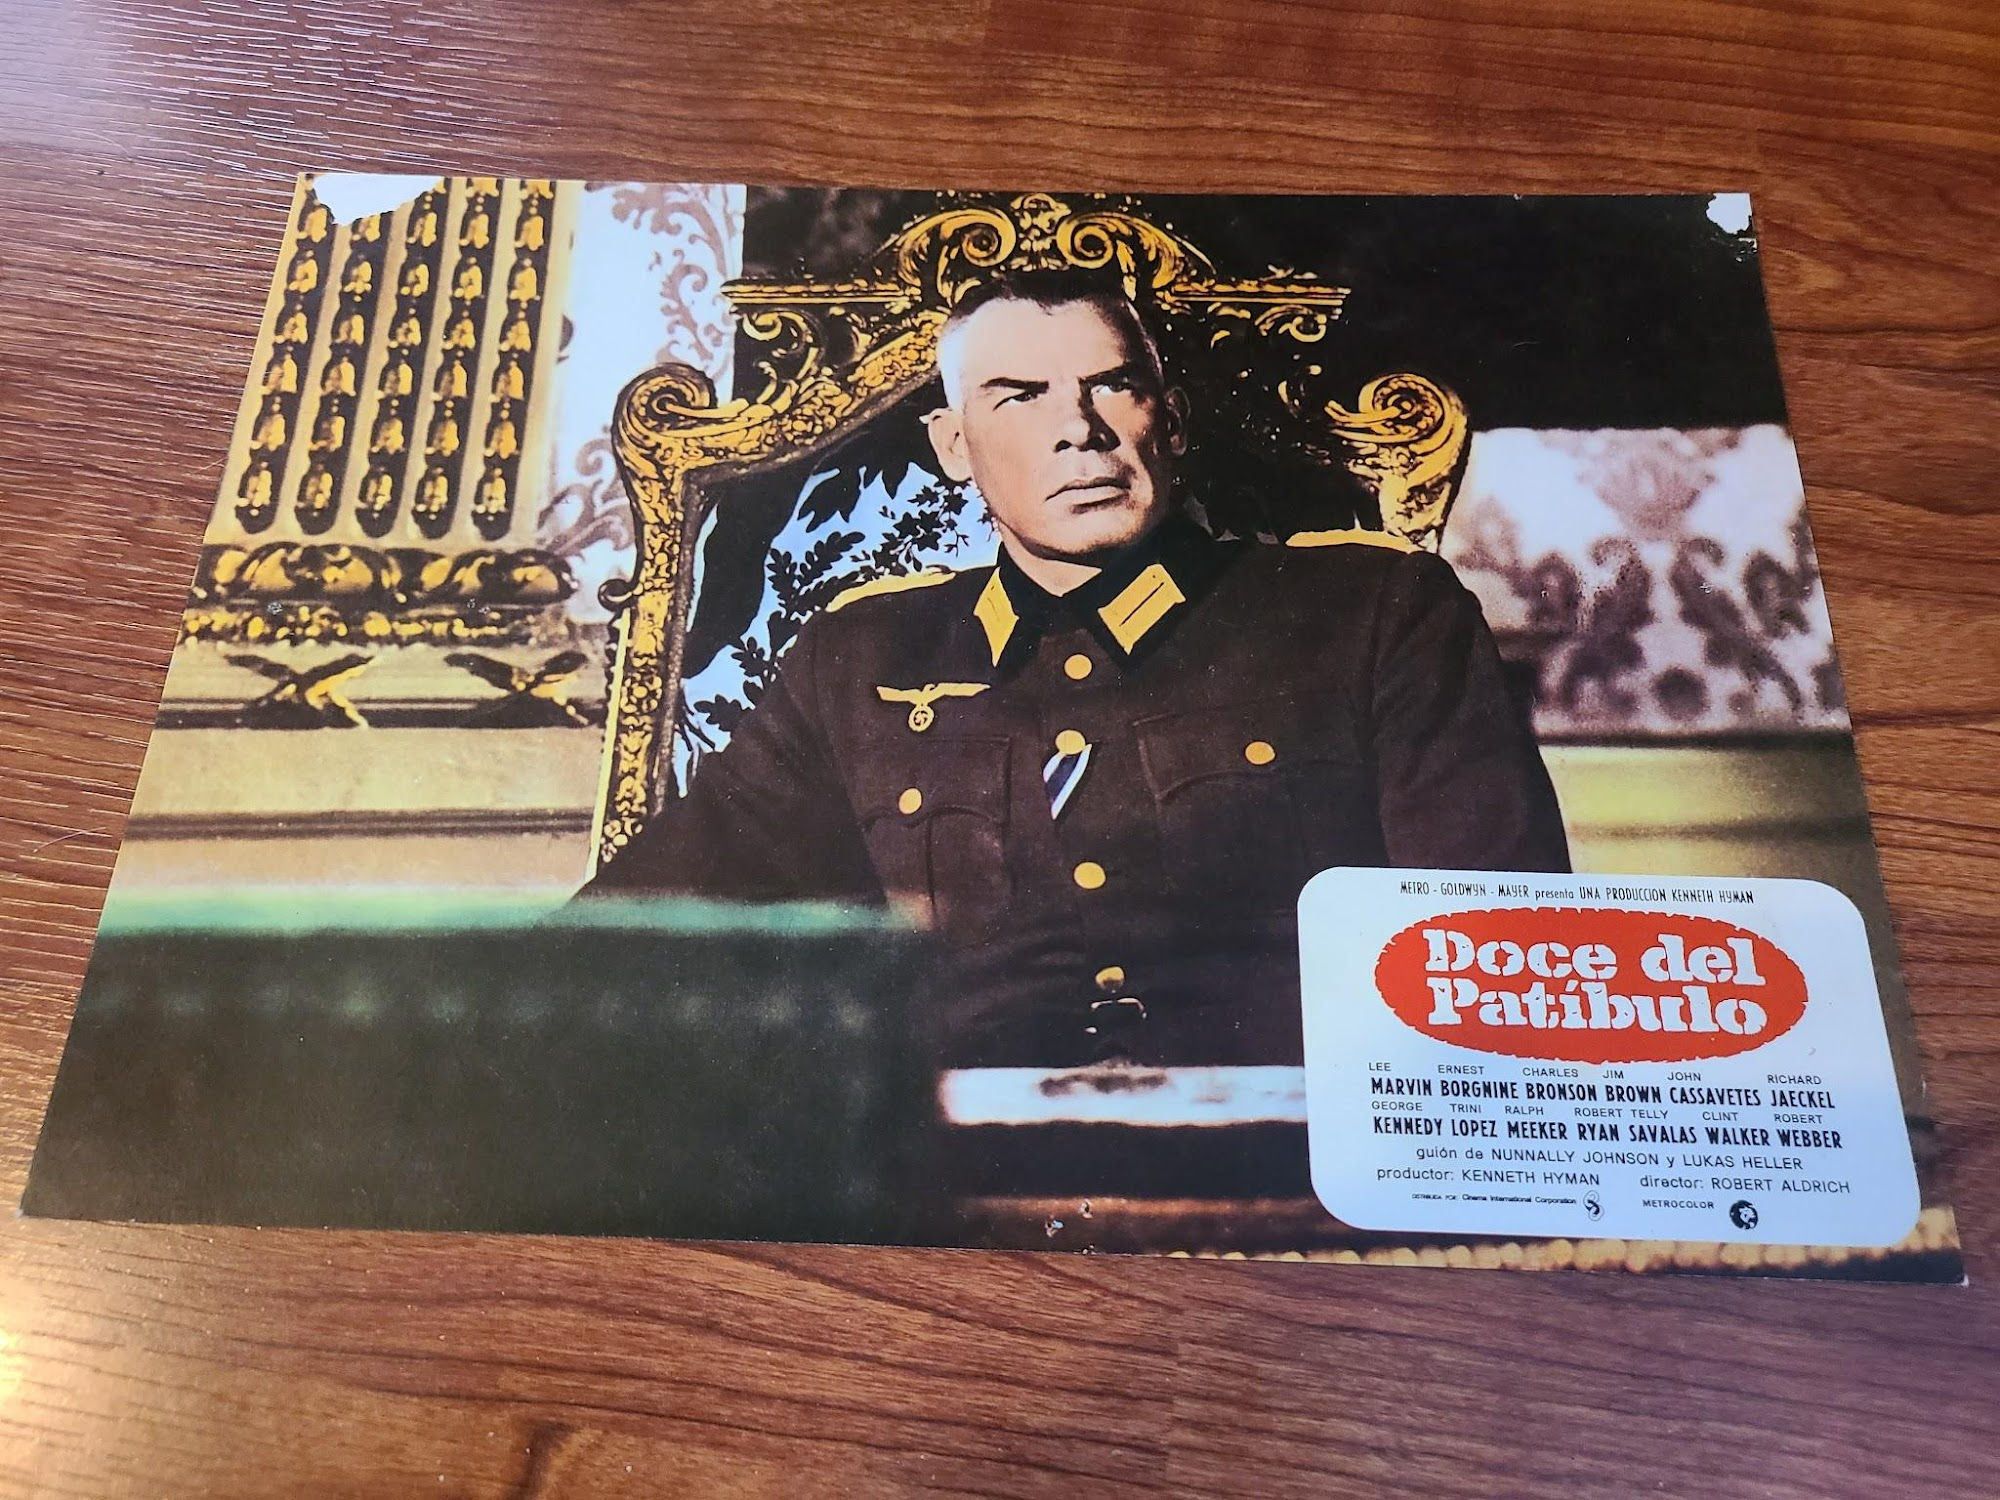 METRO - GOLDWYN - MAYER presenta UNA PRODUCCION KENNETH HYMAN
Doce del
Patíbulo
LEE ERNEST CHARLES JIM JOHN RICHARD
MARVIN BORGNINE BRONSON BROWN CASSAVETES JAECKEL
GEORGE TRINI RALPH ROBERT TELLY CLINT ROBERT
KENNEDY LOPEZ MEEKER RYAN SAVALAS WALKER WEBBER
guión de NUNNALLY JOHNSON y LUKAS HELLER
productor: KENNETH HYMAN director: ROBERT ALDRICH
DISTRIBUIDA POR: Cinema International Corporation METROCOLOR